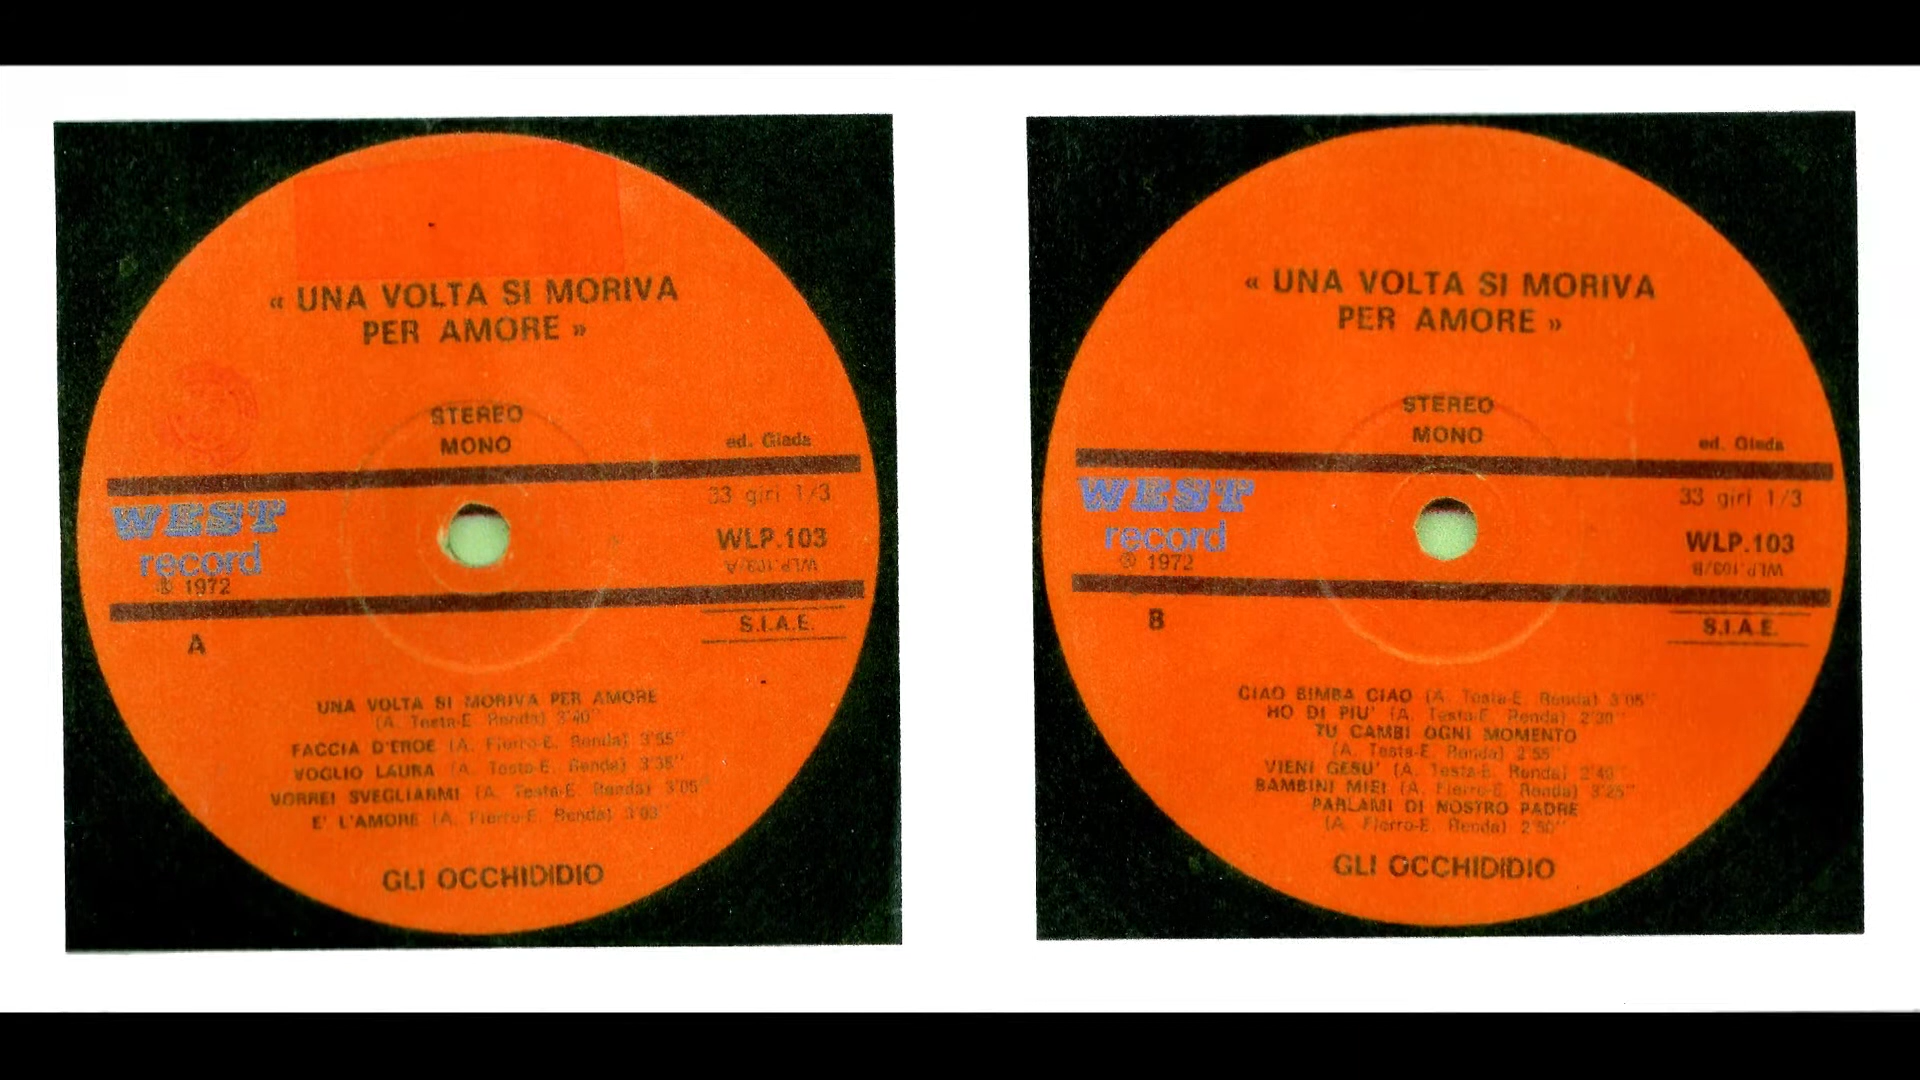 « UNA VOLTA SI MORIVA
PER AMORE »
STEREO
MONO
ed. Giada
33 giri 1/3
WEST
record
℗ 1972
WLP.103
WLP.103/A
S.I.A.E.
A
UNA VOLTA SI MORIVA PER AMORE
(A. Testa-E. Renda) 3'40''
FACCIA D'EROE (A. Fierro-E. Renda) 3'55''
VOGLIO LAURA (A. Testa-E. Renda) 3'35''
VORREI SVEGLIARMI (A. Testa-E. Renda) 3'05''
E' L'AMORE (A. Fierro-E. Renda) 3'03''
GLI OCCHIDIDIO
« UNA VOLTA SI MORIVA
PER AMORE »
STEREO
MONO
ed. Giada
33 giri 1/3
WEST
record
℗ 1972
WLP.103
WLP.103/B
S.I.A.E.
B
CIAO BIMBA CIAO (A. Testa-E. Renda) 3'05''
HO DI PIU' (A. Testa-E. Renda) 2'30''
TU CAMBI OGNI MOMENTO
(A. Testa-E. Renda) 2'55''
VIENI GESU' (A. Testa-E. Renda) 2'40''
BAMBINI MIEI (A. Fierro-E. Renda) 3'25''
PARLAMI DI NOSTRO PADRE
(A. Fierro-E. Renda) 2'50''
GLI OCCHIDIDIO